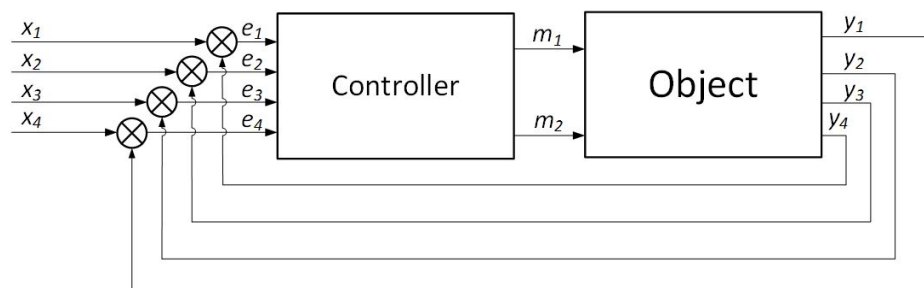 x1 e1 y1
m1
x2 e2 y2
Controller Object
x3 e3 y3
x4 e4 m2 y4